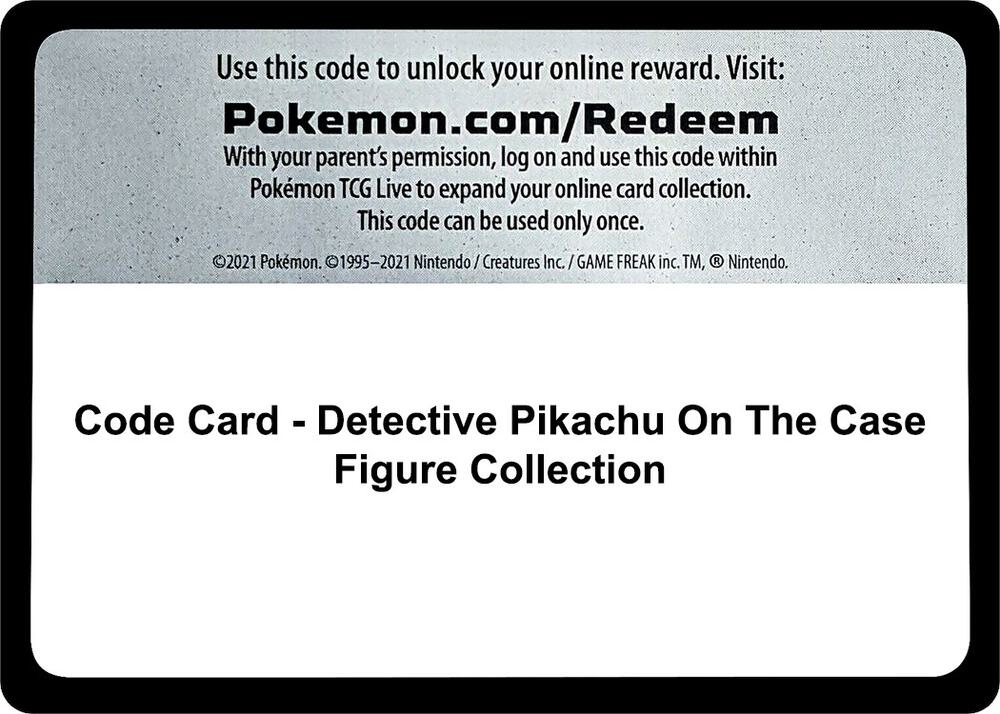 Use this code to unlock your online reward. Visit:
Pokemon.com/Redeem
With your parent's permission, log on and use this code within
Pokémon TCG Live to expand your online card collection.
This code can be used only once.
©2021 Pokémon. ©1995–2021 Nintendo / Creatures Inc. / GAME FREAK inc. TM, ® Nintendo.
Code Card - Detective Pikachu On The Case
Figure Collection